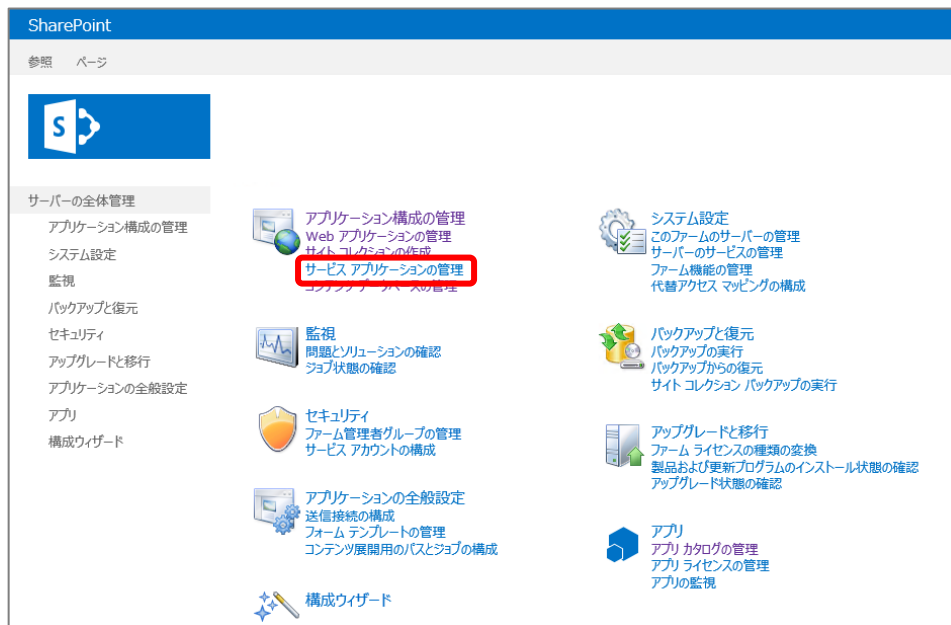 SharePoint
参照 ページ
サーバーの全体管理
アプリケーション構成の管理
システム設定
監視
バックアップと復元
セキュリティ
アップグレードと移行
アプリケーションの全般設定
アプリ
構成ウィザード
アプリケーション構成の管理
Web アプリケーションの管理
サイト コレクションの作成
サービス アプリケーションの管理
コンテンツ データベースの管理
監視
問題とソリューションの確認
ジョブ状態の確認
セキュリティ
ファーム管理者グループの管理
サービス アカウントの構成
アプリケーションの全般設定
送信接続の構成
フォーム テンプレートの管理
コンテンツ展開用のパスとジョブの構成
構成ウィザード
システム設定
このファームのサーバーの管理
サーバーのサービスの管理
ファーム機能の管理
代替アクセス マッピングの構成
バックアップと復元
バックアップの実行
バックアップからの復元
サイト コレクション バックアップの実行
アップグレードと移行
ファーム ライセンスの種類の変換
製品および更新プログラムのインストール状態の確認
アップグレード状態の確認
アプリ
アプリ カタログの管理
アプリ ライセンスの管理
アプリの監視